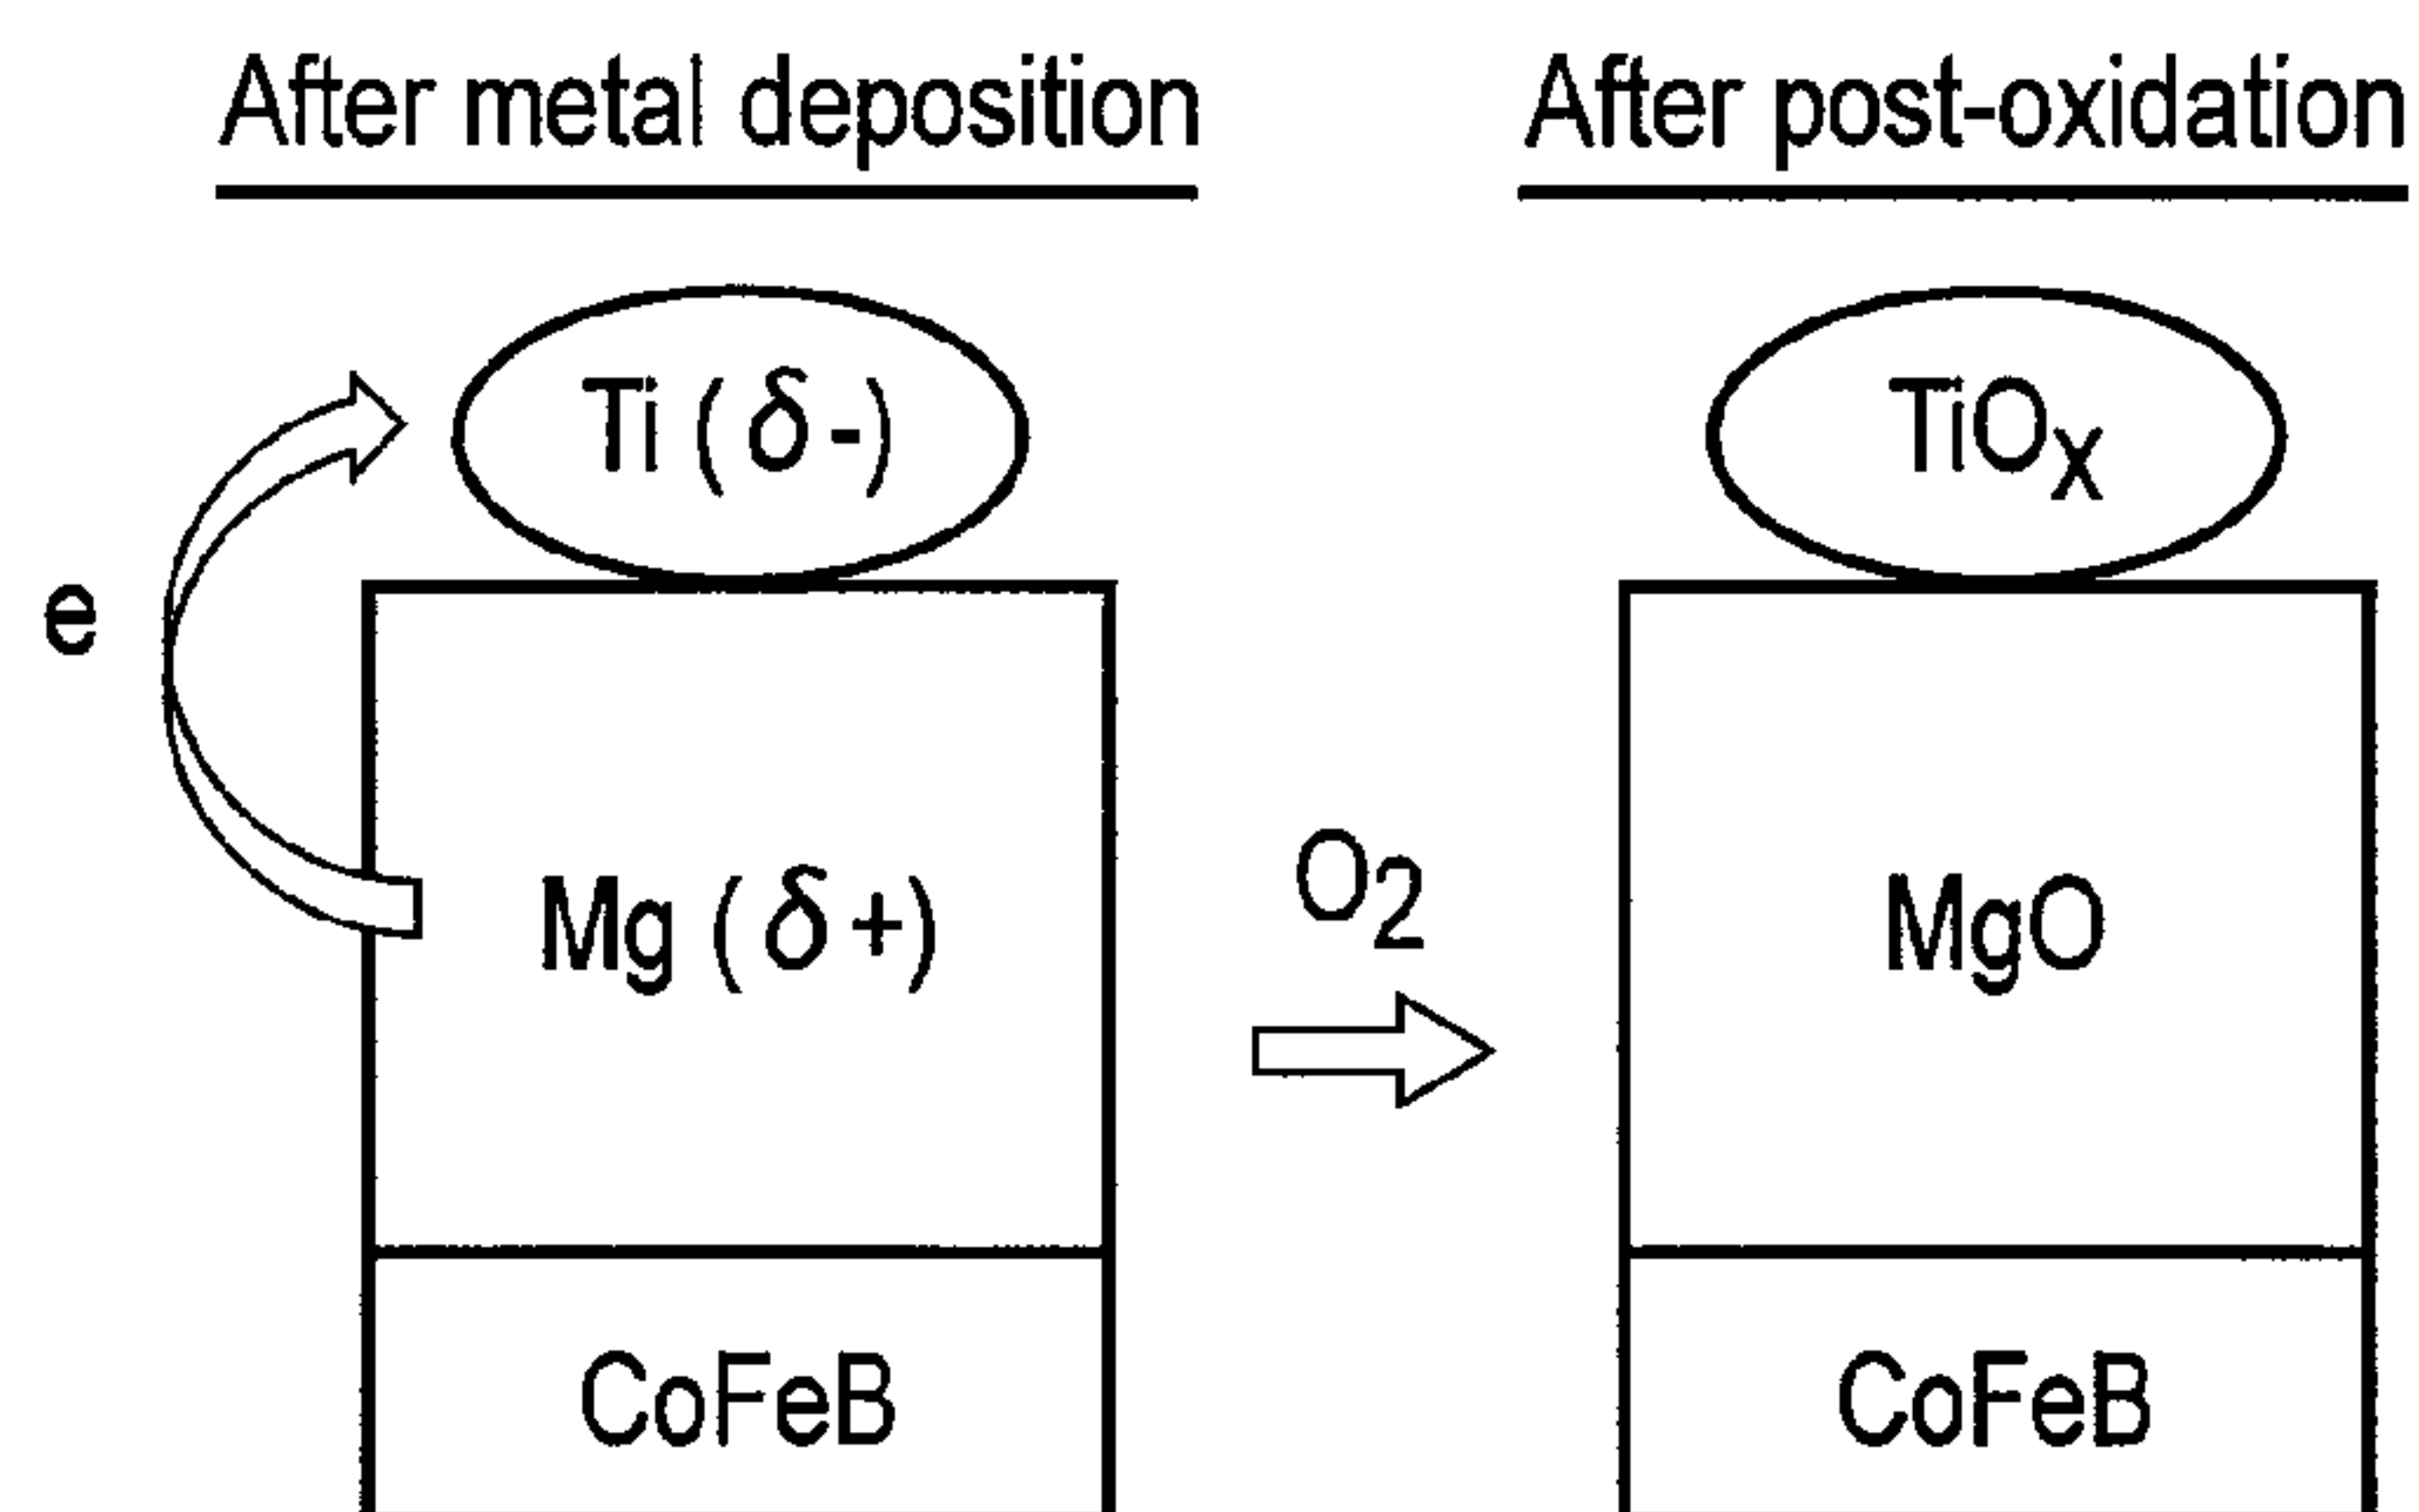 After metal deposition
After post-oxidation
Ti (δ-)
TiOX
e
Mg (δ+)
O2
MgO
CoFeB
CoFeB